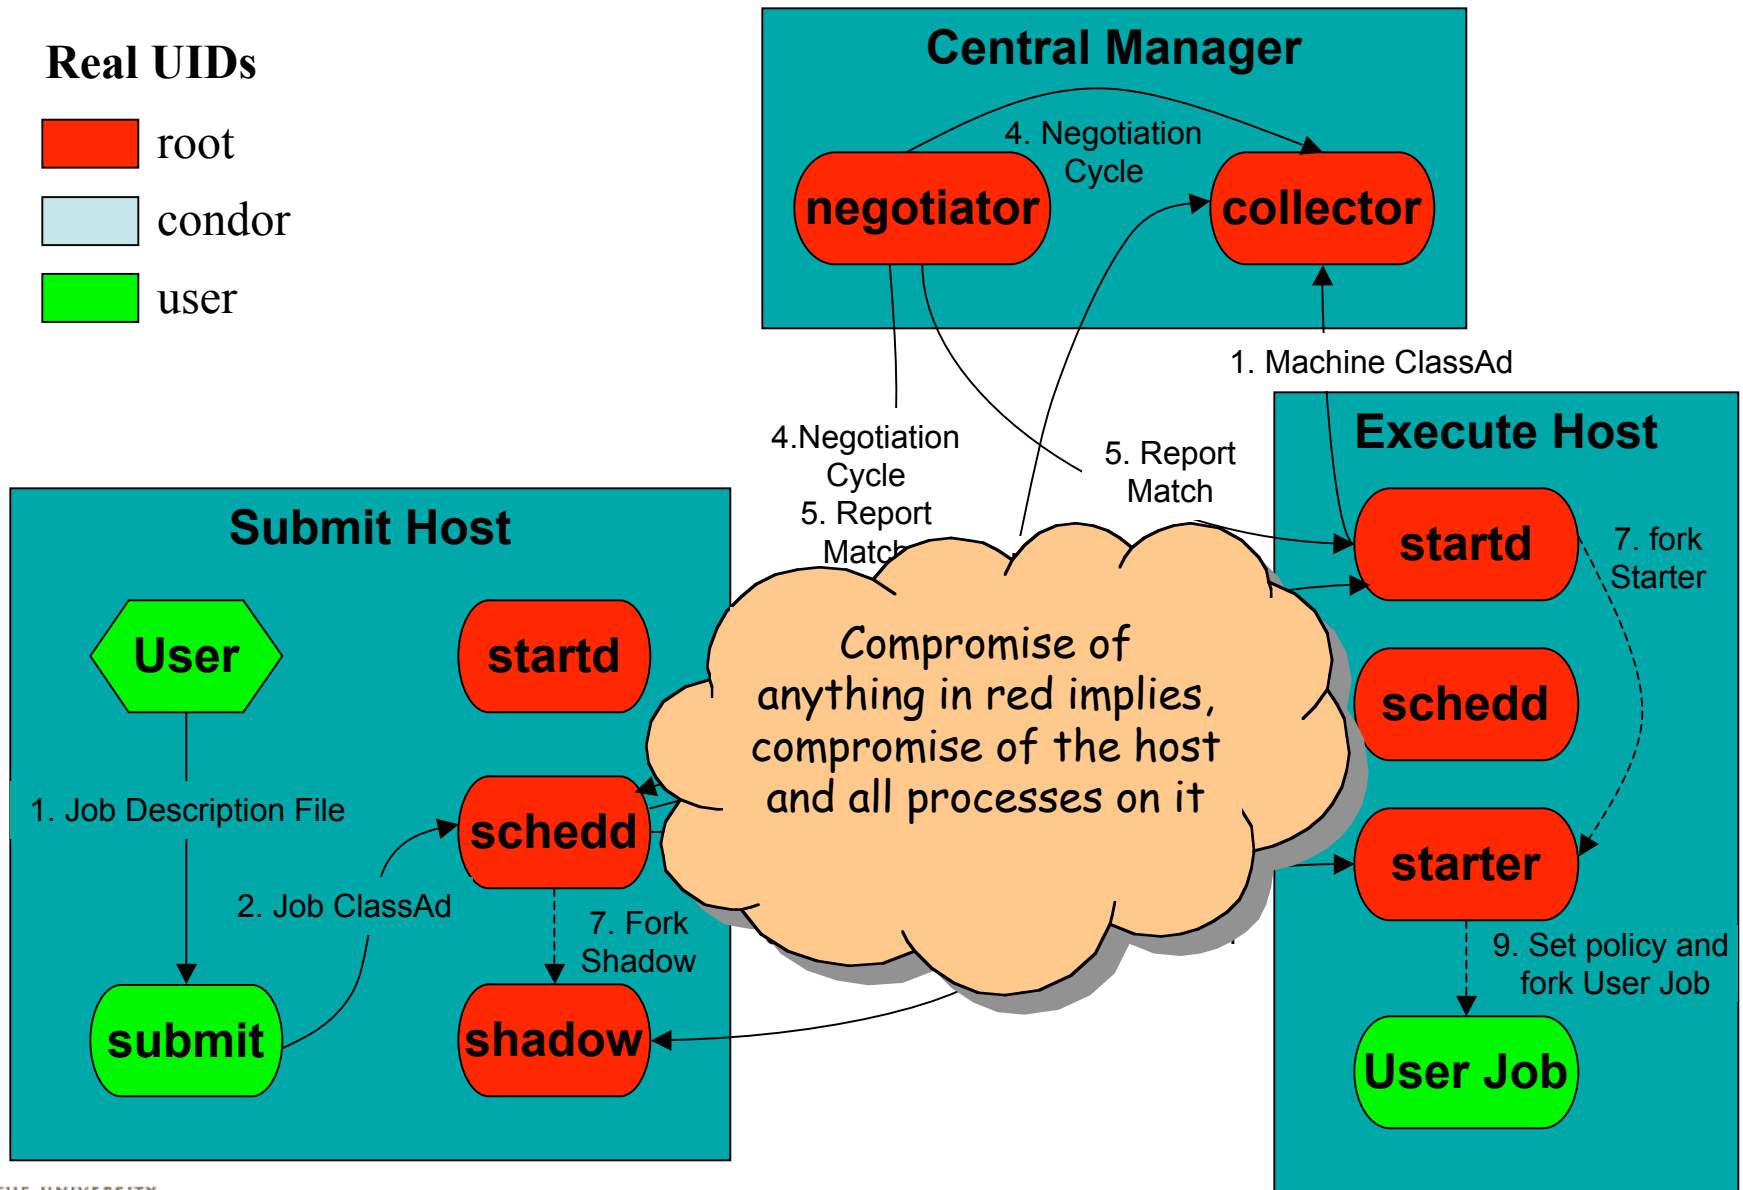 Real UIDs
root
condor
user
Central Manager
4. Negotiation
Cycle
negotiator
collector
1. Machine ClassAd
4.Negotiation
Cycle
5. Report
Match
5. Report
Match
Execute Host
startd
7. fork
Starter
schedd
starter
9. Set policy and
fork User Job
User Job
Submit Host
User
startd
1. Job Description File
schedd
2. Job ClassAd
7. Fork
Shadow
submit
shadow
Compromise of
anything in red implies,
compromise of the host
and all processes on it